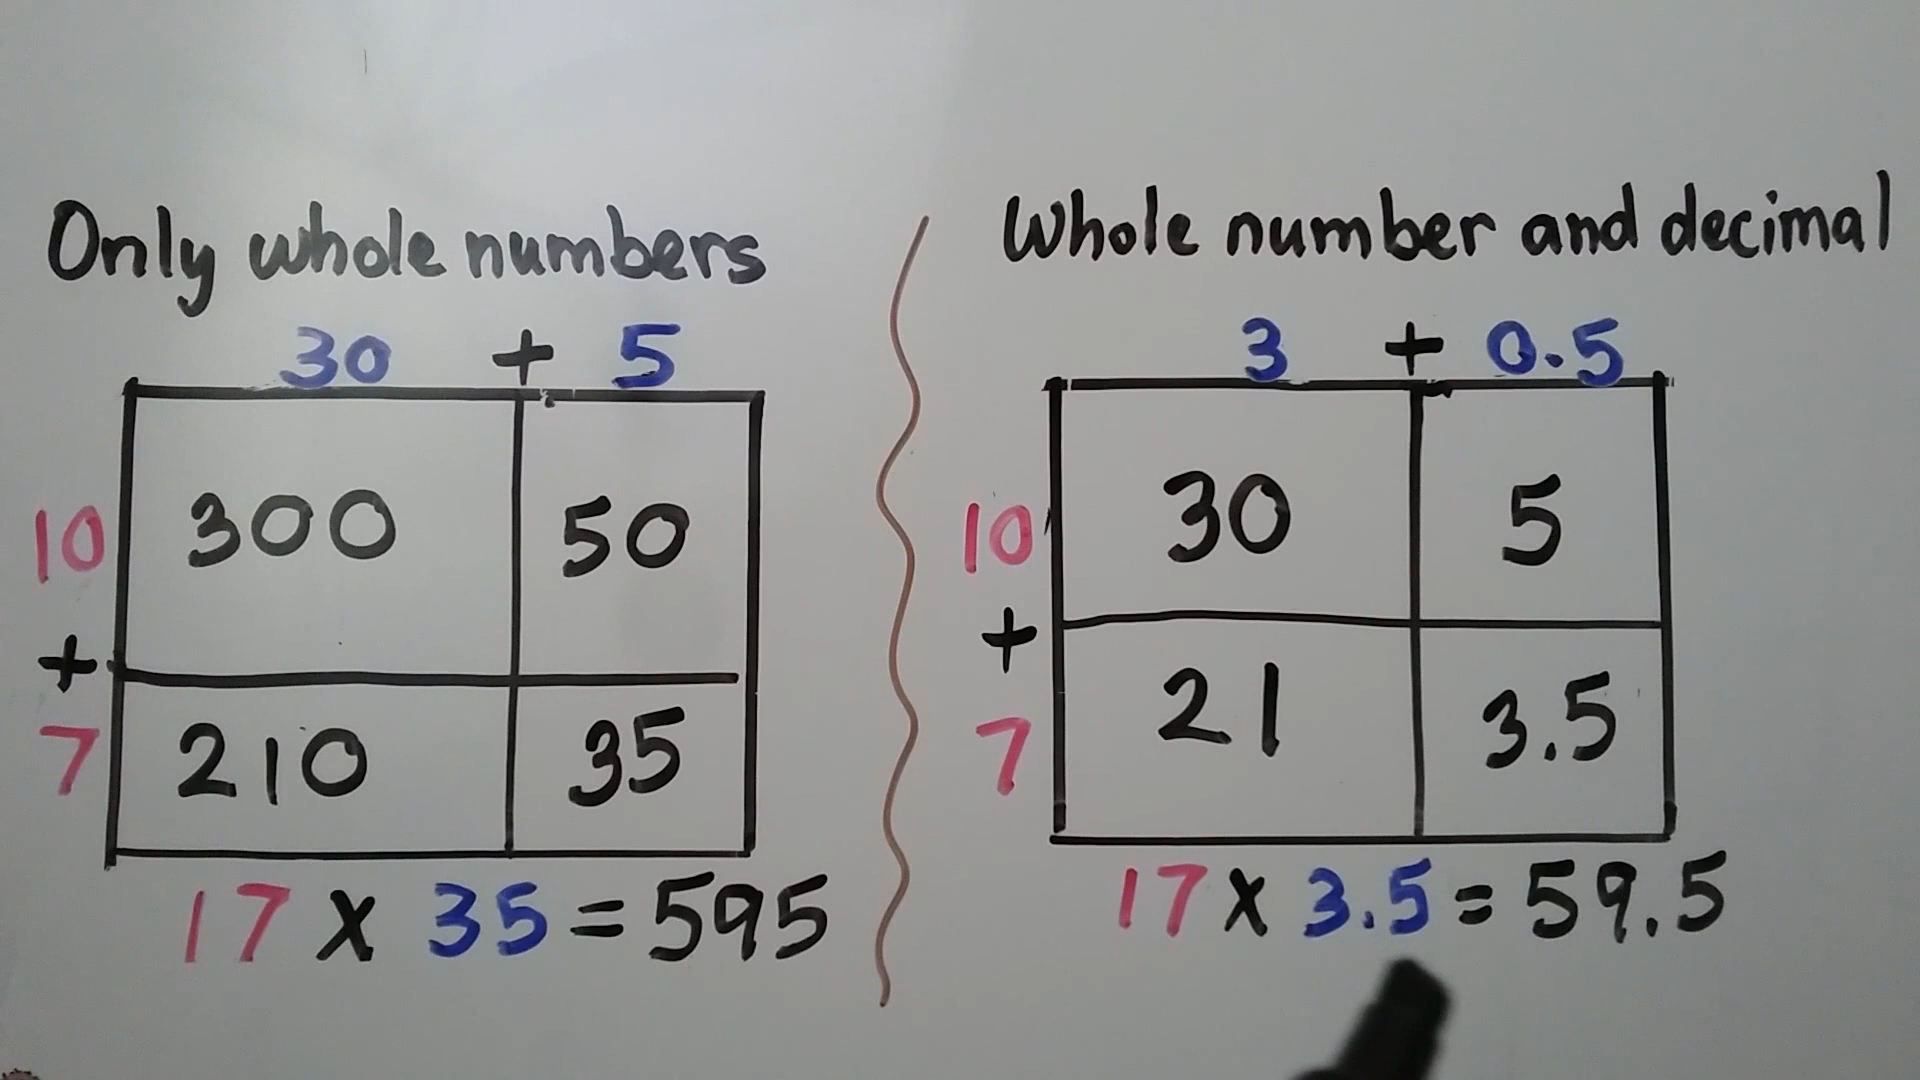 Only whole numbers
30 + 5
10 300 50
+
7 210 35
17 x 35 = 595
Whole number and decimal
3 + 0.5
10 30 5
+
7 21 3.5
17 x 3.5 = 59.5